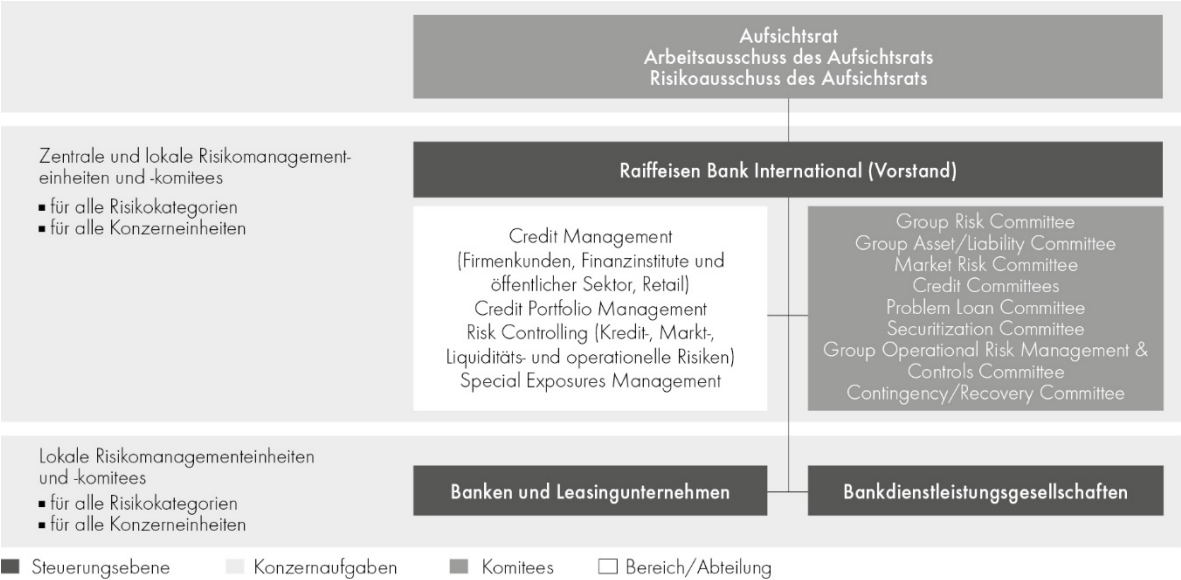 Aufsichtsrat
Arbeitsausschuss des Aufsichtsrats
Risikoausschuss des Aufsichtsrats
Zentrale und lokale Risikomanagement-
einheiten und -komitees
▪ für alle Risikokategorien
▪ für alle Konzerneinheiten
Raiffeisen Bank International (Vorstand)
Credit Management
(Firmenkunden, Finanzinstitute und
öffentlicher Sektor, Retail)
Credit Portfolio Management
Risk Controlling (Kredit-, Markt-,
Liquiditäts- und operationelle Risiken)
Special Exposures Management
Group Risk Committee
Group Asset/Liability Committee
Market Risk Committee
Credit Committees
Problem Loan Committee
Securitization Committee
Group Operational Risk Management &
Controls Committee
Contingency/Recovery Committee
Lokale Risikomanagementeinheiten
und -komitees
▪ für alle Risikokategorien
▪ für alle Konzerneinheiten
Banken und Leasingunternehmen
Bankdienstleistungsgesellschaften
Steuerungsebene
Konzernaufgaben
Komitees
Bereich/Abteilung